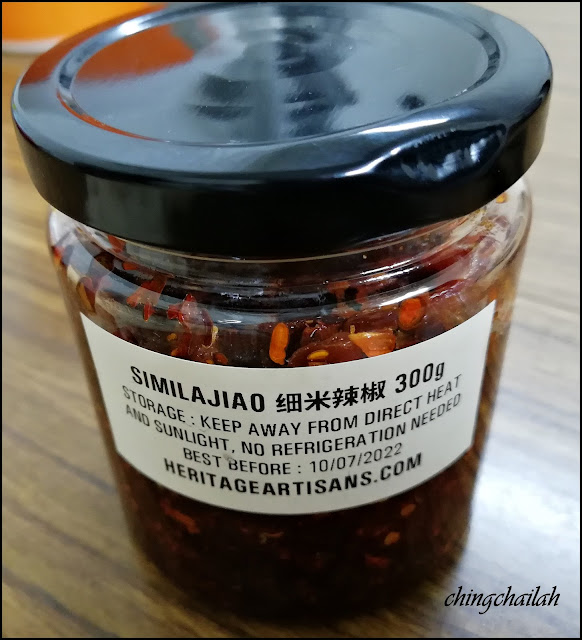 SIMILAJIAO 细米辣椒 300g
STORAGE : KEEP AWAY FROM DIRECT HEAT
AND SUNLIGHT, NO REFRIGERATION NEEDED
BEST BEFORE : 10/07/2022
HERITAGEARTISANS.COM
chingchailah